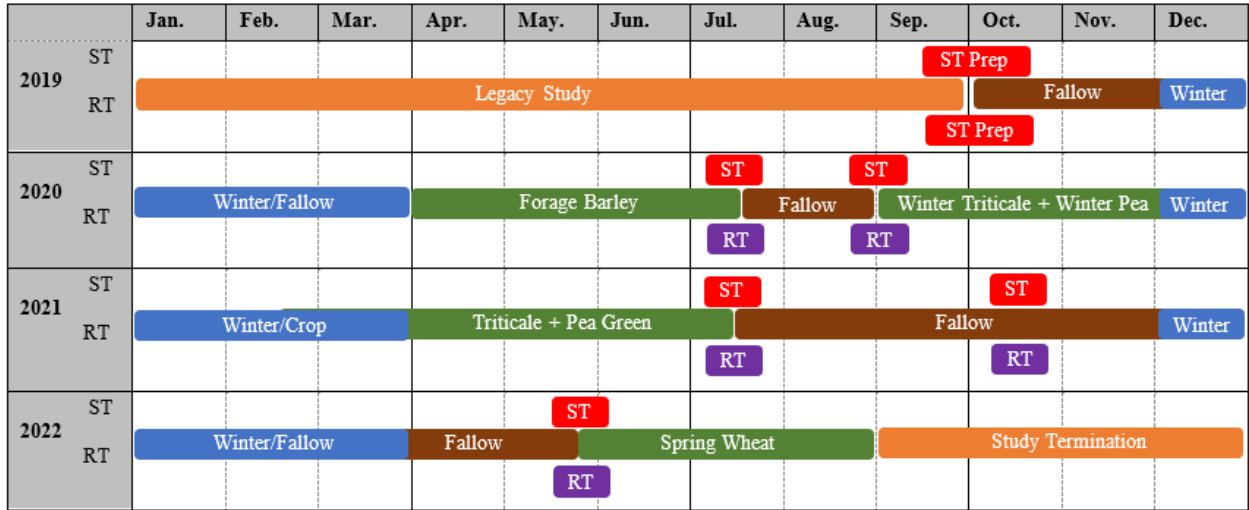 Jan. Feb. Mar. Apr. May. Jun. Jul. Aug. Sep. Oct. Nov. Dec.
ST
ST Prep
2019
Legacy Study Fallow Winter
RT
ST Prep
ST
ST ST
2020
Winter/Fallow Forage Barley Fallow Winter Triticale + Winter Pea Winter
RT
RT RT
ST
ST ST
2021
Winter/Crop Triticale + Pea Green Fallow Winter
RT
RT RT
ST
ST
2022
Winter/Fallow Fallow Spring Wheat Study Termination
RT
RT